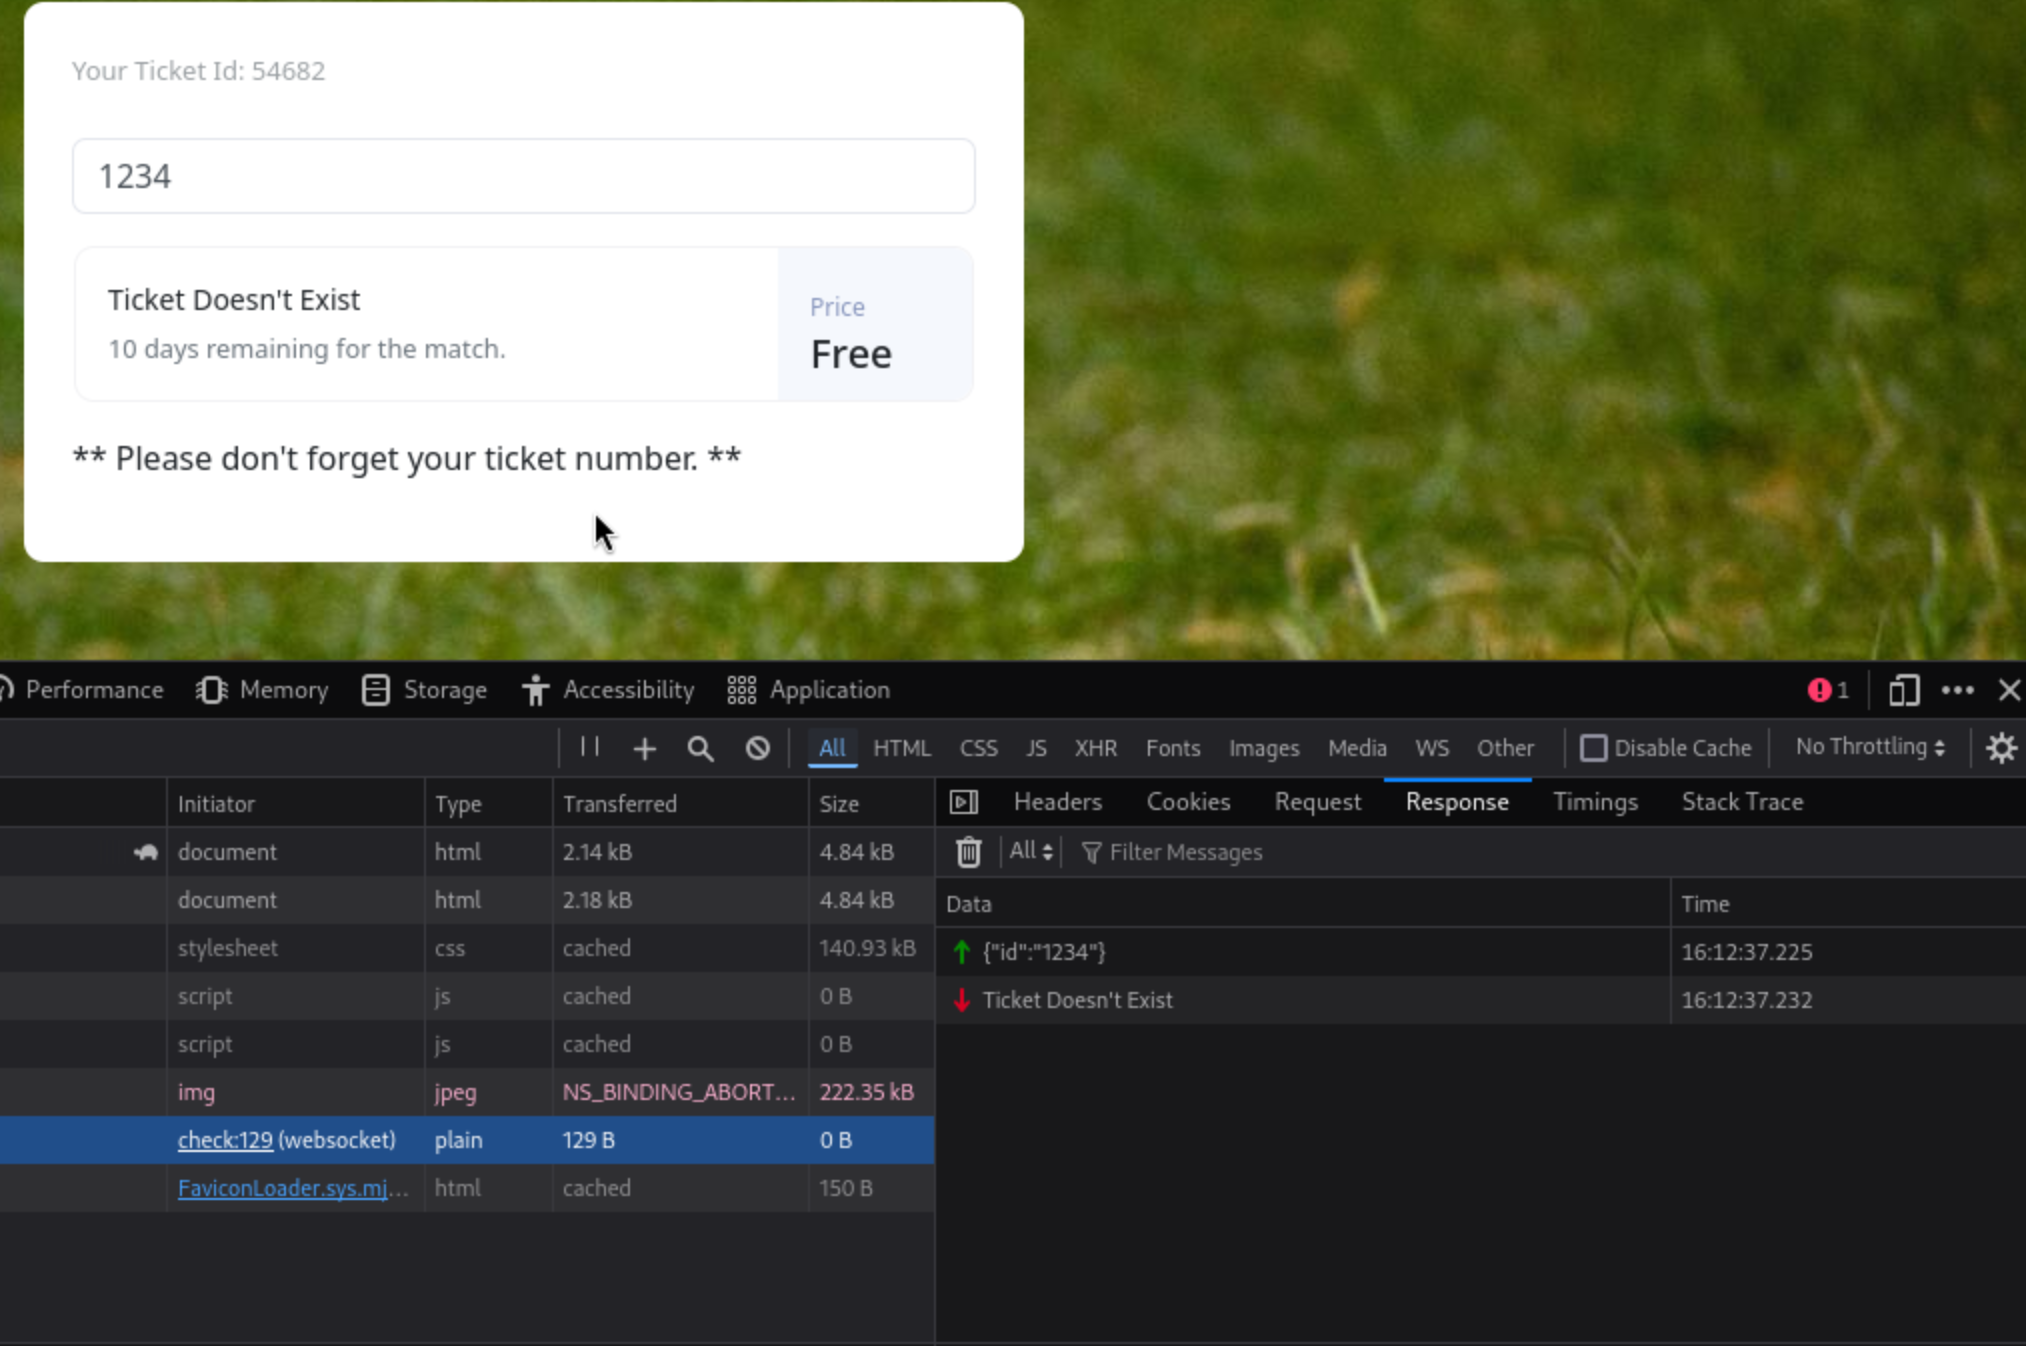 Your Ticket Id: 54682
1234
Ticket Doesn't Exist
10 days remaining for the match.
Price
Free
** Please don't forget your ticket number. **
Performance Memory Storage Accessibility Application 1
All HTML CSS JS XHR Fonts Images Media WS Other Disable Cache No Throttling
Initiator Type Transferred Size
document html 2.14 kB 4.84 kB
document html 2.18 kB 4.84 kB
stylesheet css cached 140.93 kB
script js cached 0 B
script js cached 0 B
img jpeg NS_BINDING_ABORT... 222.35 kB
check:129 (websocket) plain 129 B 0 B
FaviconLoader.sys.mj... html cached 150 B
Headers Cookies Request Response Timings Stack Trace
All Filter Messages
Data Time
{"id":"1234"} 16:12:37.225
Ticket Doesn't Exist 16:12:37.232